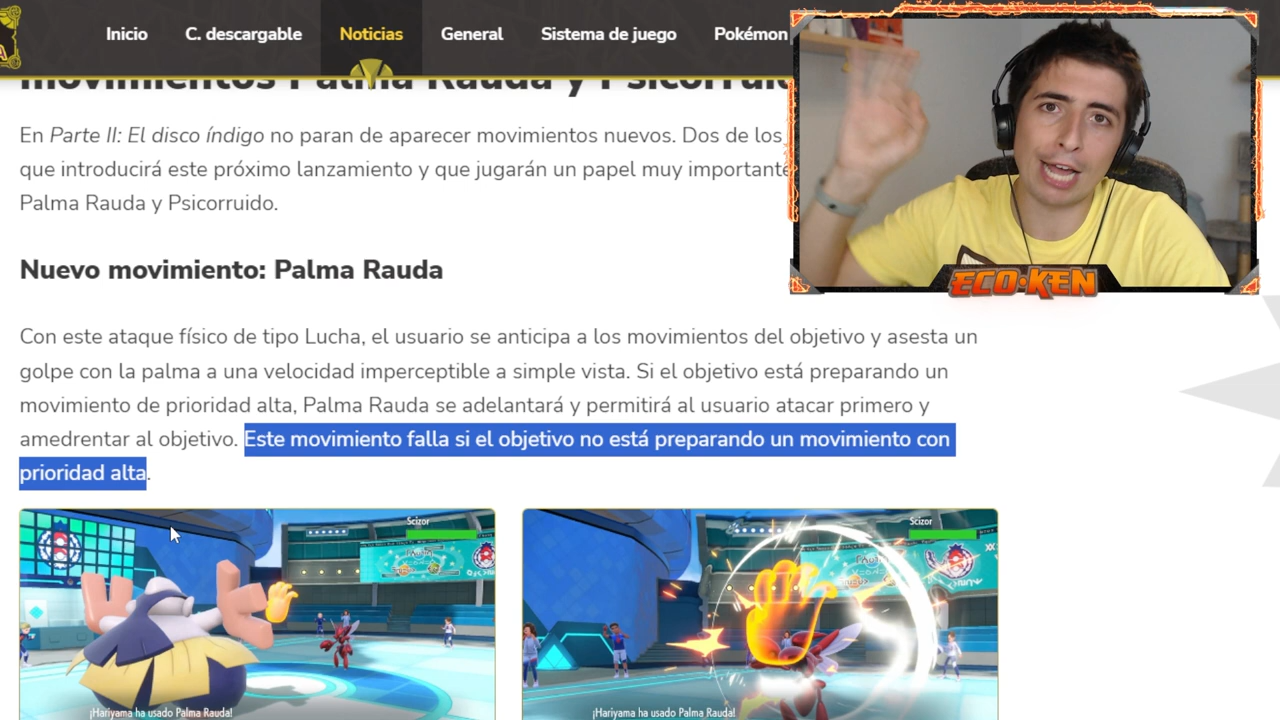 Inicio C. descargable Noticias General Sistema de juego Pokémon
movimientos Palma Rauda y Psicorruido
En Parte II: El disco índigo no paran de aparecer movimientos nuevos. Dos de los
que introducirá este próximo lanzamiento y que jugarán un papel muy importante
Palma Rauda y Psicorruido.
ECO·KEN
Nuevo movimiento: Palma Rauda
Con este ataque físico de tipo Lucha, el usuario se anticipa a los movimientos del objetivo y asesta un
golpe con la palma a una velocidad imperceptible a simple vista. Si el objetivo está preparando un
movimiento de prioridad alta, Palma Rauda se adelantará y permitirá al usuario atacar primero y
amedrentar al objetivo. Este movimiento falla si el objetivo no está preparando un movimiento con
prioridad alta.
Scizor
Scizor
¡Hariyama ha usado Palma Rauda!
¡Hariyama ha usado Palma Rauda!